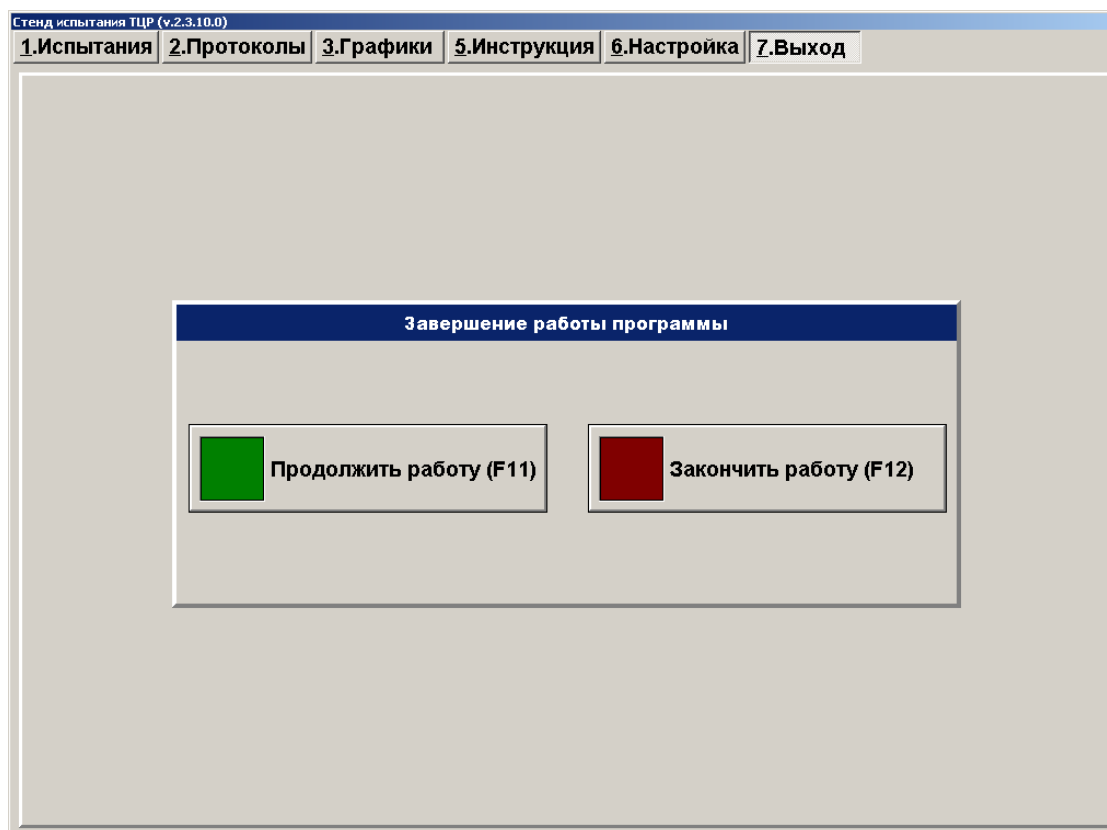 Стенд испытания ТЦР (v.2.3.10.0)
1.Испытания 2.Протоколы 3.Графики 5.Инструкция 6.Настройка 7.Выход
Завершение работы программы
Продолжить работу (F11) Закончить работу (F12)